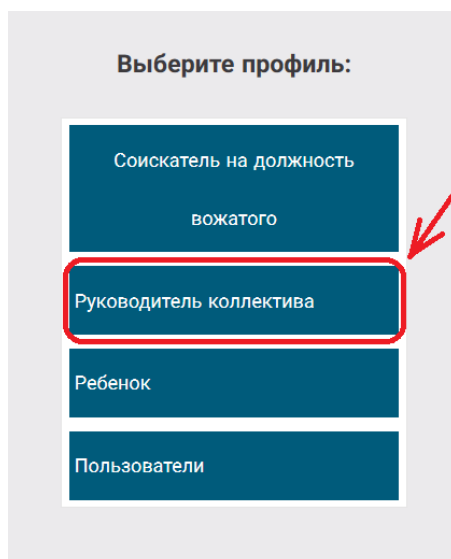 Выберите профиль:
Соискатель на должность
вожатого
Руководитель коллектива
Ребенок
Пользователи